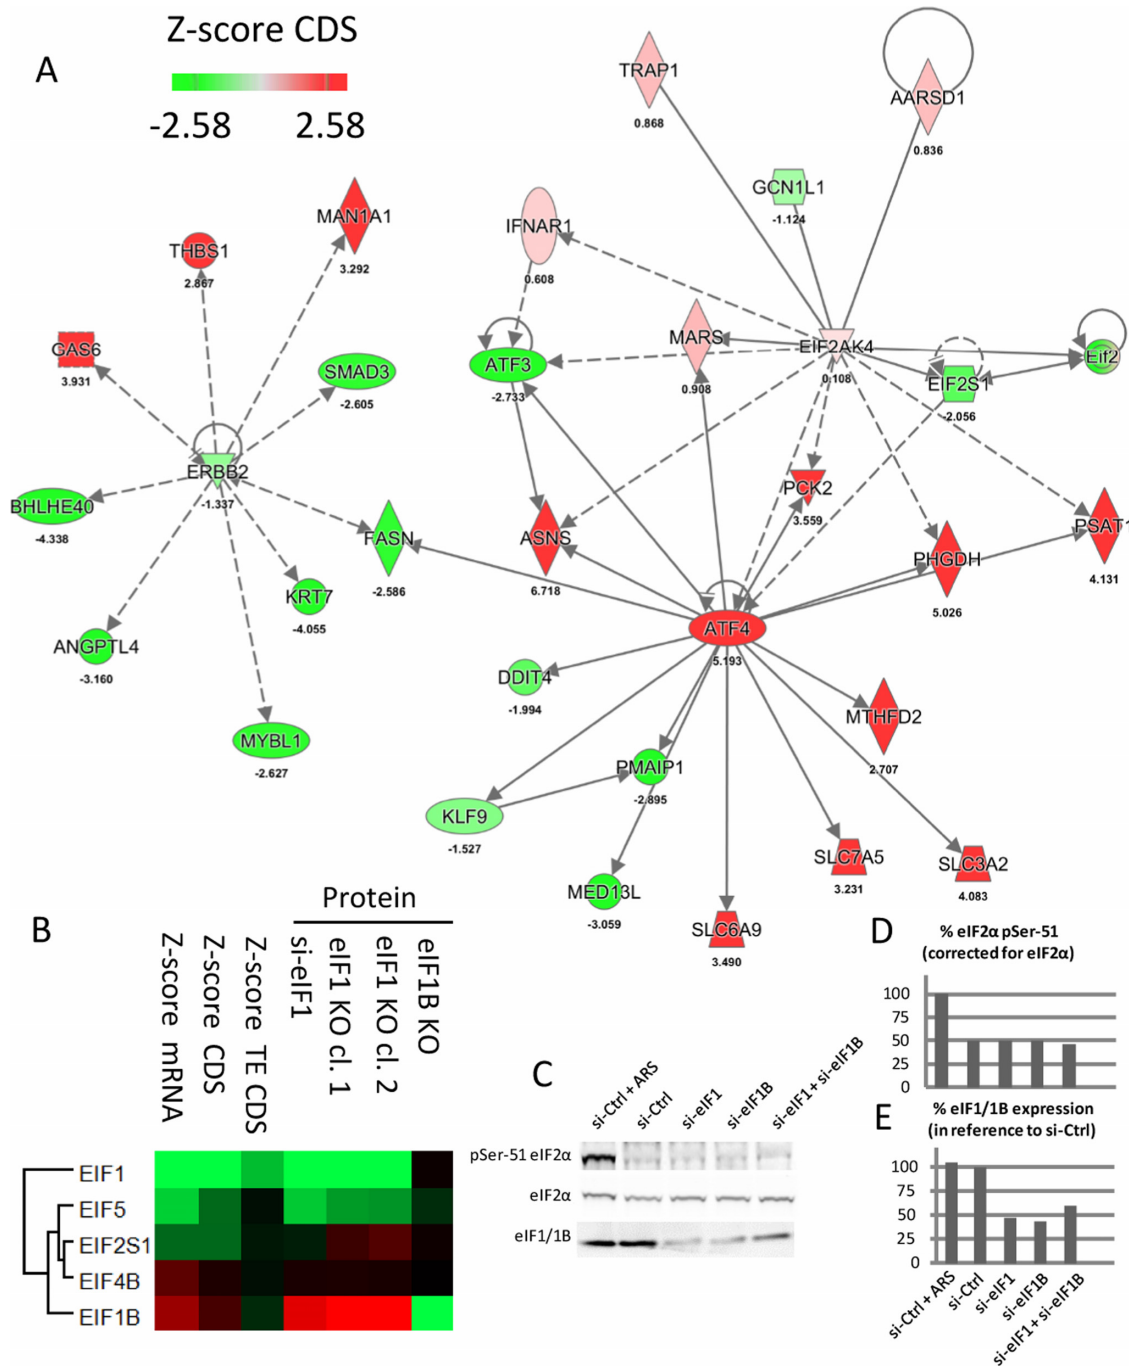 Z-score CDS
A
-2.58 2.58
TRAP1
0.868
AARSD1
0.836
GCN1L1
-1.124
MAN1A1
3.292
THBS1
2.867
IFNAR1
0.608
GAS6
3.931
SMAD3
-2.605
ATF3
-2.733
MARS
0.908
EIF2AK4
0.108
EIF2S1
-2.056
Eif2
ERBB2
-1.337
BHLHE40
-4.338
FASN
-2.586
ASNS
6.718
PCK2
3.559
PHGDH
5.026
PSAT1
4.131
KRT7
-4.055
ANGPTL4
-3.160
ATF4
5.193
DDIT4
-1.994
MTHFD2
2.707
MYBL1
-2.627
PMAIP1
-2.895
KLF9
-1.527
MED13L
-3.059
SLC6A9
3.490
SLC7A5
3.231
SLC3A2
4.083
B
Protein
Z-score mRNA
Z-score CDS
Z-score TE CDS
si-eIF1
eIF1 KO cl. 1
eIF1 KO cl. 2
eIF1B KO
EIF1
EIF5
EIF2S1
EIF4B
EIF1B
C
si-Ctrl + ARS
si-Ctrl
si-eIF1
si-eIF1B
si-eIF1 + si-eIF1B
pSer-51 eIF2α
eIF2α
eIF1/1B
D
% eIF2α pSer-51
(corrected for eIF2α)
100
75
50
25
0
E
% eIF1/1B expression
(in reference to si-Ctrl)
100
75
50
25
0
si-Ctrl + ARS
si-Ctrl
si-eIF1
si-eIF1B
si-eIF1 + si-eIF1B